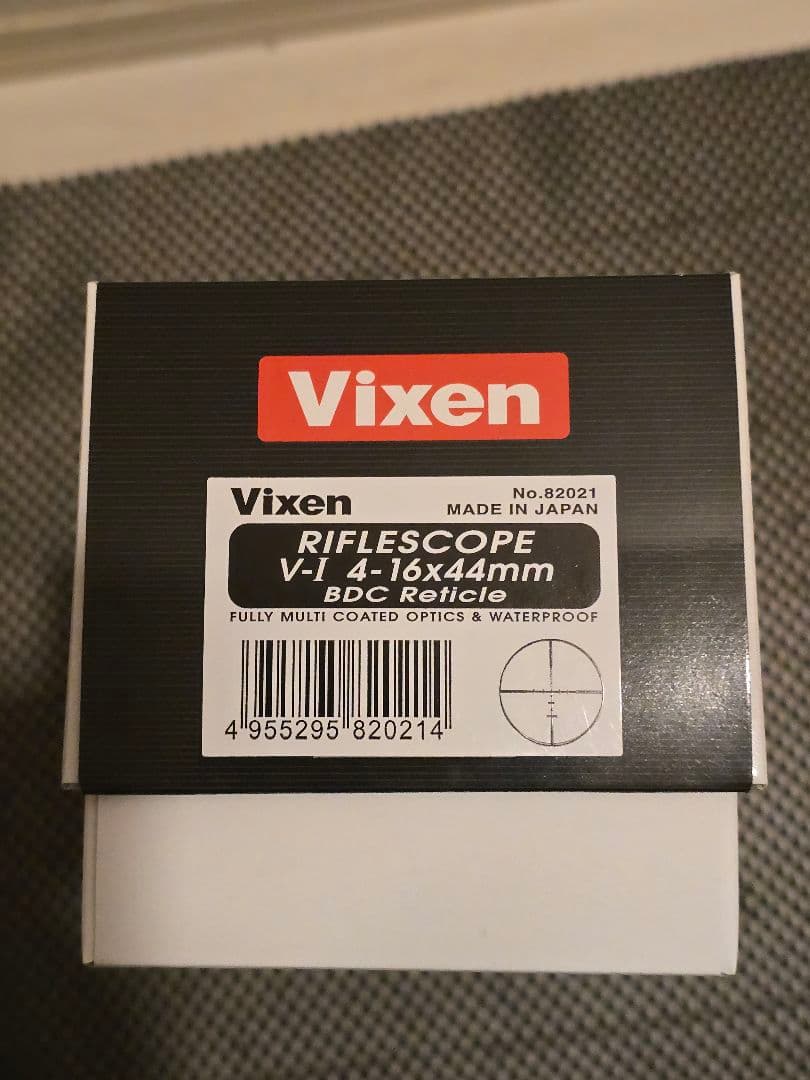 Vixen
Vixen
No.82021
MADE IN JAPAN
RIFLESCOPE
V-I 4-16x44mm
BDC Reticle
FULLY MULTI COATED OPTICS & WATERPROOF
4 955295 820214